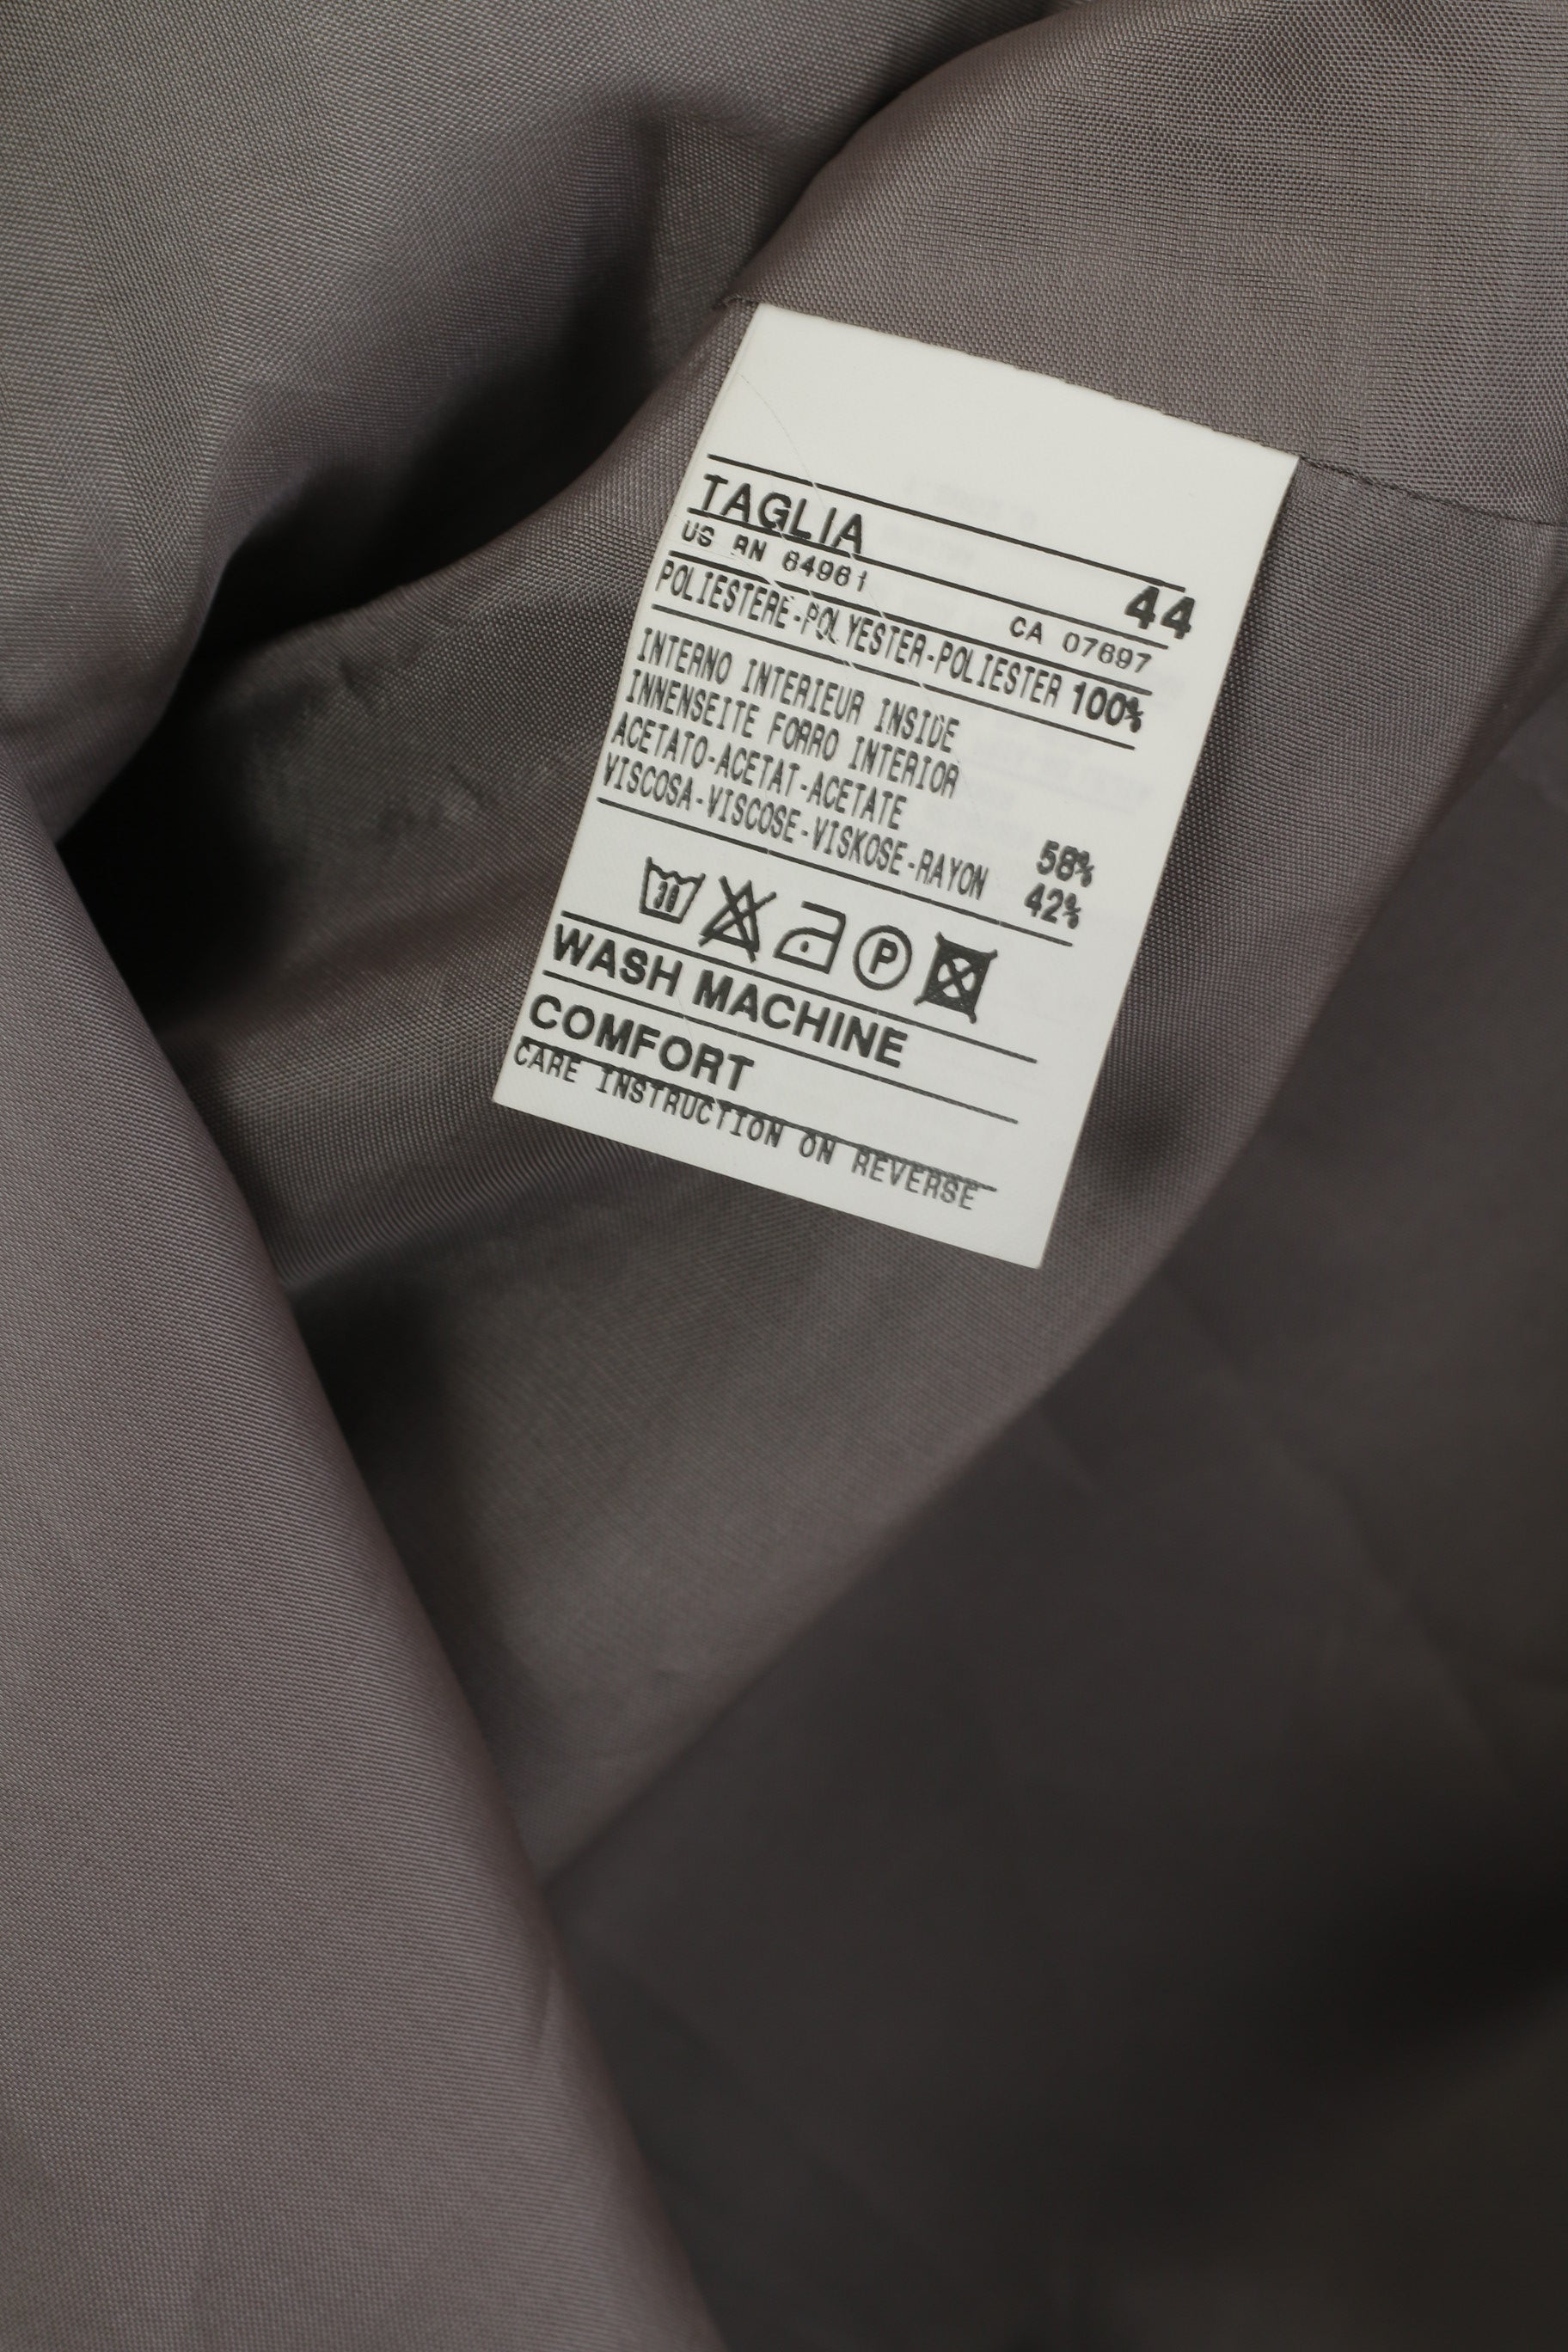 TAGLIA 44
US RN 64961 CA 07697
POLIESTERE-POLYESTER-POLIESTER 100%
INTERNO INTERIEUR INSIDE
INNENSEITE FORRO INTERIOR
ACETATO-ACETAT-ACETATE 58%
VISCOSA-VISCOSE-VISKOSE-RAYON 42%
30 P
WASH MACHINE
COMFORT
CARE INSTRUCTION ON REVERSE